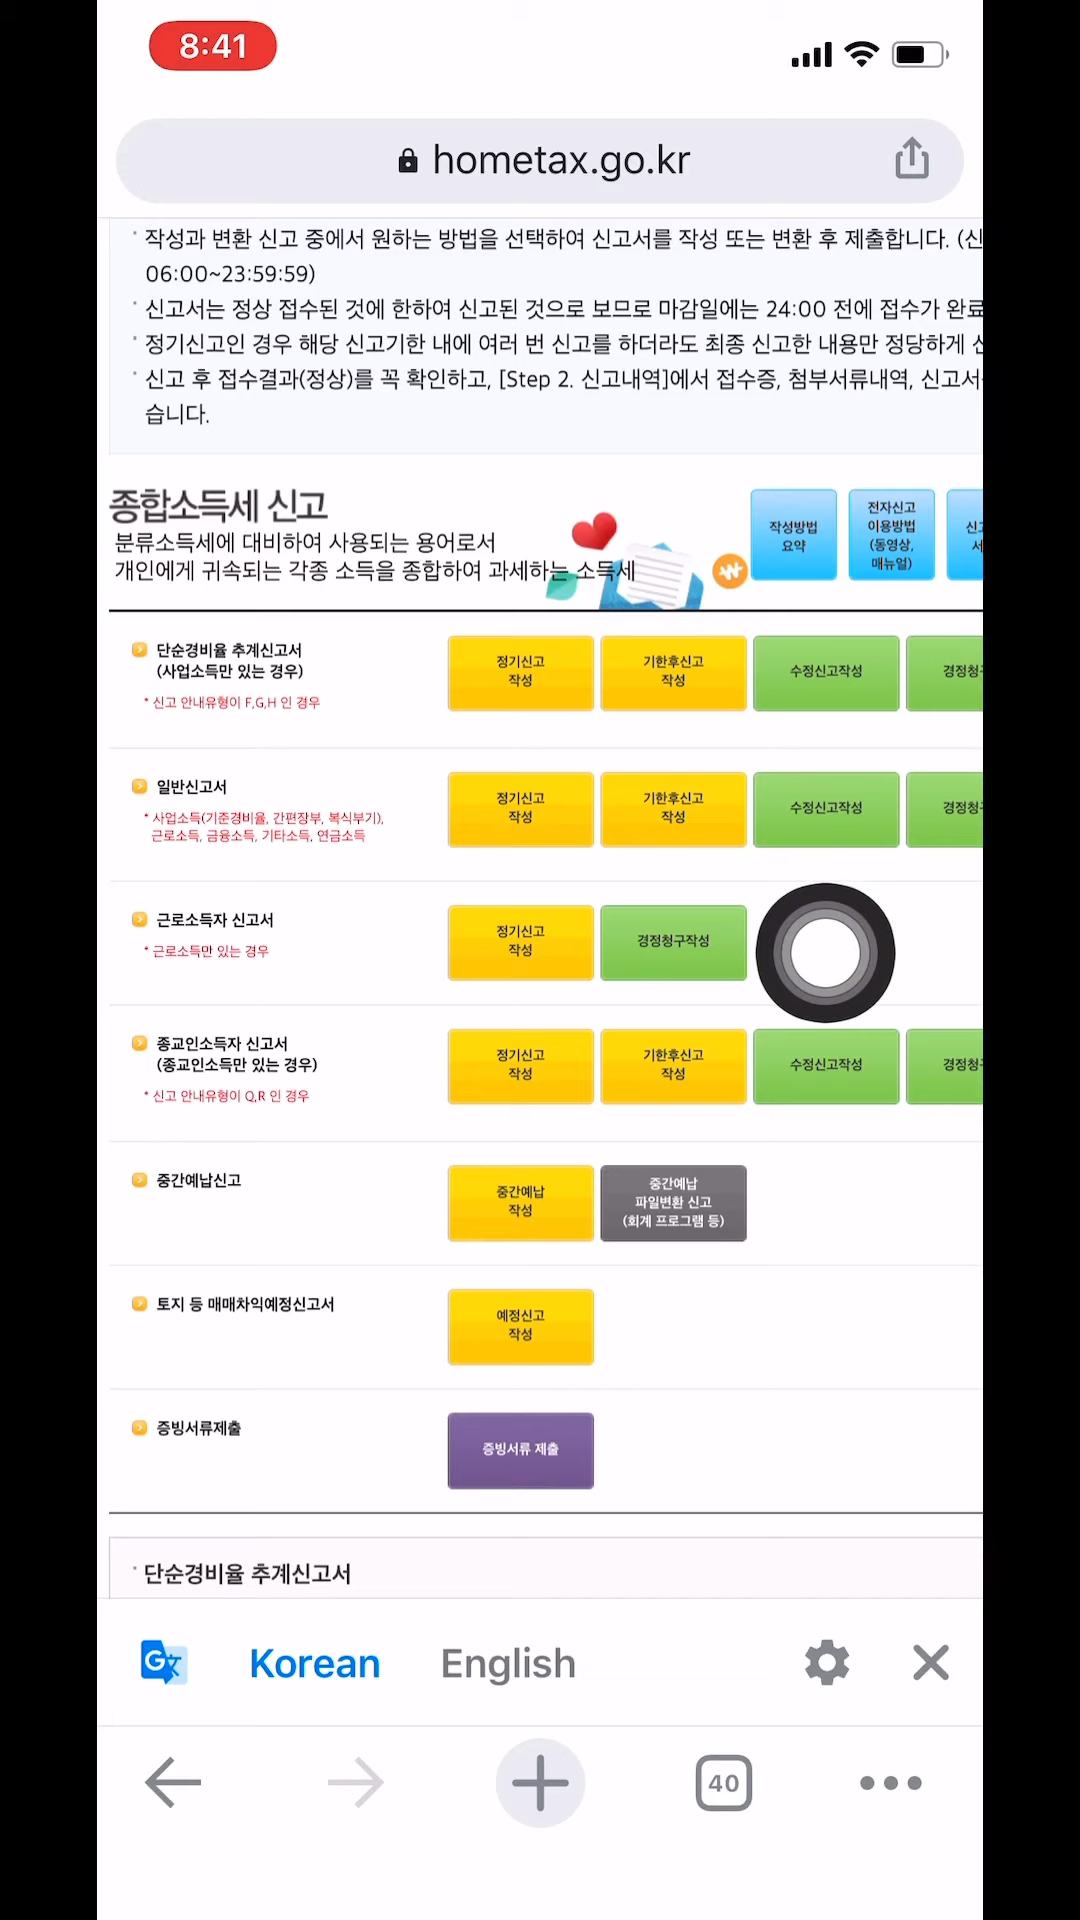 8:41
hometax.go.kr
작성과 변환 신고 중에서 원하는 방법을 선택하여 신고서를 작성 또는 변환 후 제출합니다. (신
06:00~23:59:59)
신고서는 정상 접수된 것에 한하여 신고된 것으로 보므로 마감일에는 24:00 전에 접수가 완료
정기신고인 경우 해당 신고기한 내에 여러 번 신고를 하더라도 최종 신고한 내용만 정당하게
신고 후 접수결과(정상)를 꼭 확인하고, [Step 2. 신고내역]에서 접수증, 첨부서류내역, 신고서
습니다.
종합소득세 신고
분류소득세에 대비하여 사용되는 용어로서
개인에게 귀속되는 각종 소득을 종합하여 과세하는 소득세
작성방법
요약
전자신고
이용방법
(동영상,
매뉴얼)
신고
서
단순경비율 추계신고서
(사업소득만 있는 경우)
* 신고 안내유형이 F,G,H 인 경우
정기신고
작성
기한후신고
작성
수정신고작성
경정청
일반신고서
* 사업소득(기준경비율, 간편장부, 복식부기),
근로소득, 금융소득, 기타소득, 연금소득
정기신고
작성
기한후신고
작성
수정신고작성
경정청
근로소득자 신고서
* 근로소득만 있는 경우
정기신고
작성
경정청구작성
종교인소득자 신고서
(종교인소득만 있는 경우)
* 신고 안내유형이 Q,R 인 경우
정기신고
작성
기한후신고
작성
수정신고작성
경정청
중간예납신고
중간예납
작성
중간예납
파일변환 신고
(회계 프로그램 등)
토지 등 매매차익예정신고서
예정신고
작성
증빙서류제출
증빙서류 제출
단순경비율 추계신고서
Korean
English
40